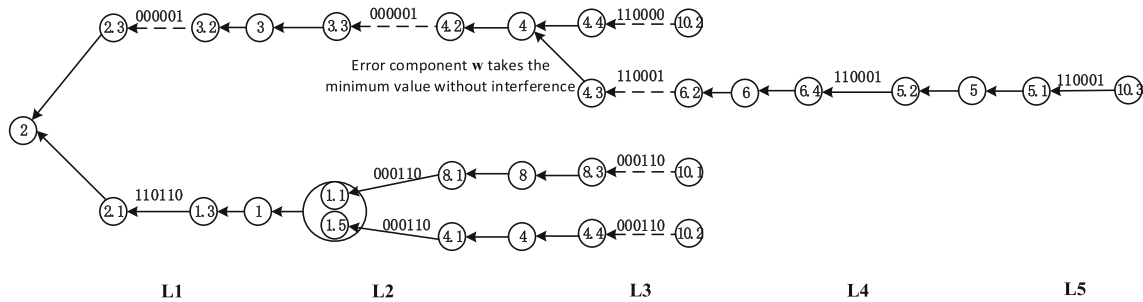 2.3 000001 3.2 3 3.3 000001 4.2 4 4.4 110000 10.2
Error component w takes the
minimum value without interference
4.3 110001 6.2 6 6.4 110001 5.2 5 5.1 110001 10.3
2
1.1 000110 8.1 8 8.3 000110 10.1
2.1 110110 1.3 1
1.5 000110 4.1 4 4.4 000110 10.2
L1 L2 L3 L4 L5